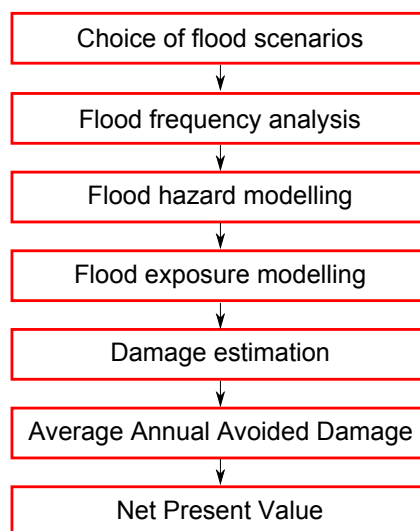 Choice of flood scenarios
Flood frequency analysis
Flood hazard modelling
Flood exposure modelling
Damage estimation
Average Annual Avoided Damage
Net Present Value